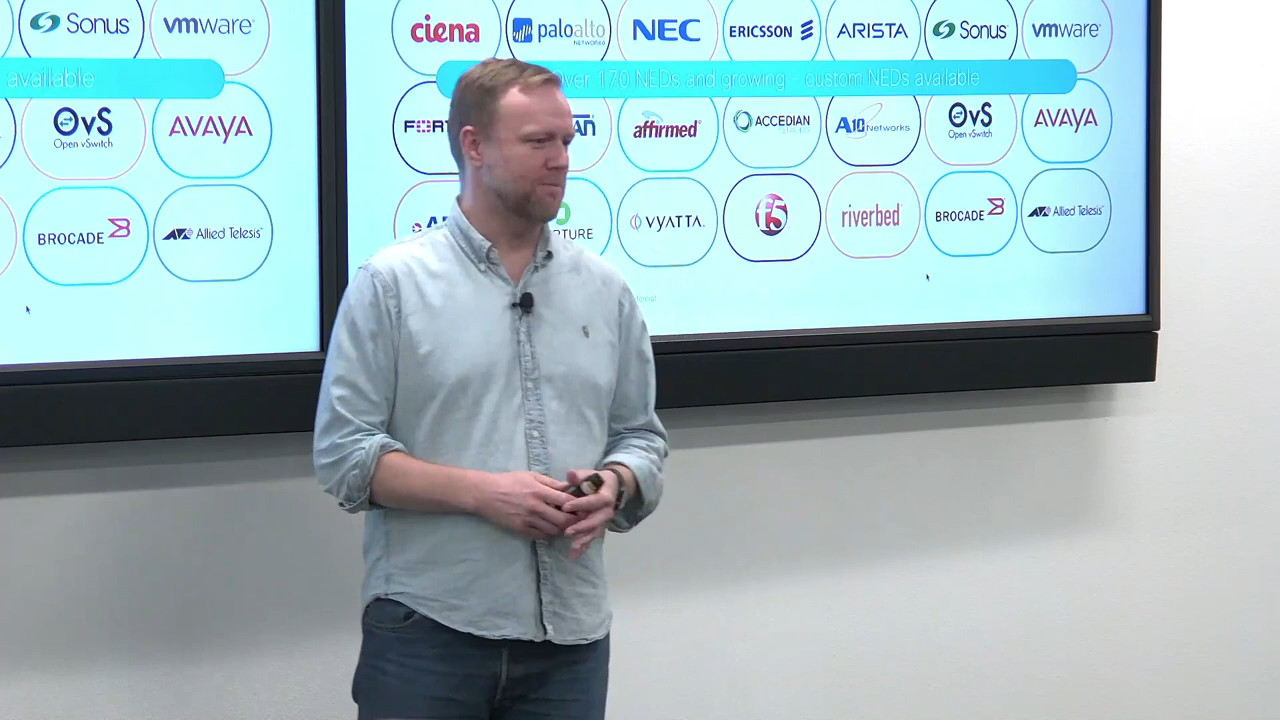 Sonus
vmware
available
OvS
Open vSwitch
AVAYA
BROCADE
Allied Telesis
ciena
paloalto
NETWORKS
NEC
ERICSSON
ARISTA
Sonus
vmware
170 NEDs and growing - custom NEDs available
affirmed
ACCEDIAN
A10 Networks
OvS
Open vSwitch
AVAYA
VYATTA.
f5
riverbed
BROCADE
Allied Telesis